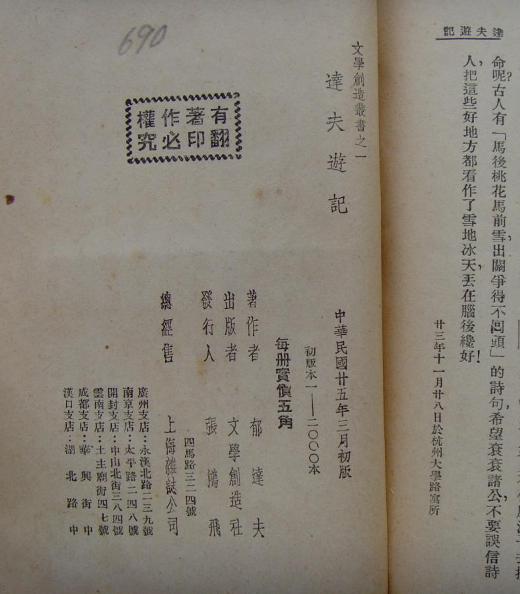 達夫遊記
命呢?古人有「馬後桃花馬前雪,出關爭得不囘頭」的詩句,希望袞袞諸公,不要誤信詩
人,把這些好地方都看作了雪地冰天,丟在腦後纔好!
廿三年十一月廿八日於杭州大學路寓所
文學創造叢書之一
達夫遊記
690
有著作權
翻印必究
中華民國廿五年三月初版
初版本一——二〇〇〇本
每册實價五角
著作者 郁達夫
出版者 文學創造社
發行人 張鴻飛
四馬路三二四號
總經售 上海雜誌公司
廣州支店:永漢北路二三九號
南京支店:太平路二四八號
開封支店:中山北街三八四號
雲南支店:土主廟街四七號
成都支店:華興街中
漢口支店:湖北路中